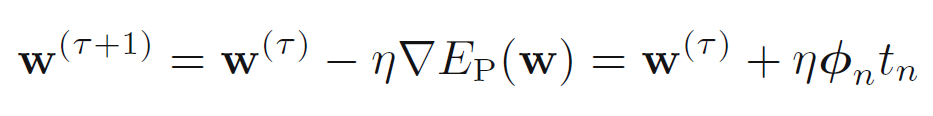 w^(τ+1) = w^(τ) − η∇E_P(w) = w^(τ) + ηϕ_n t_n